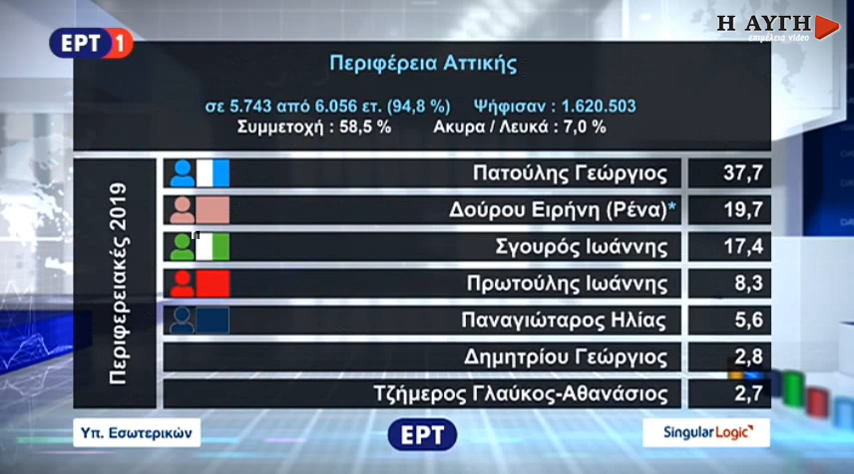 Η ΑΥΓΗ
επιμέλεια video
ΕΡΤ 1
Περιφέρεια Αττικής
σε 5.743 από 6.056 ετ. (94,8 %) Ψήφισαν : 1.620.503
Συμμετοχή : 58,5 % Ακυρα / Λευκά : 7,0 %
Περιφερειακές 2019
Πατούλης Γεώργιος 37,7
Δούρου Ειρήνη (Ρένα)* 19,7
Σγουρός Ιωάννης 17,4
Πρωτούλης Ιωάννης 8,3
Παναγιώταρος Ηλίας 5,6
Δημητρίου Γεώργιος 2,8
Τζήμερος Γλαύκος-Αθανάσιος 2,7
Υπ. Εσωτερικών
ΕΡΤ
SingularLogic